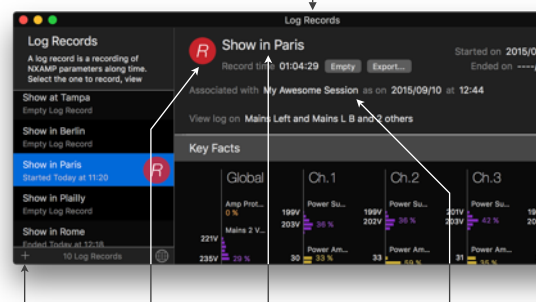 Log Records
Log Records
A log record is a recording of
NXAMP parameters along time.
Select the one to record, view
Show at Tampa
Empty Log Record
Show in Berlin
Empty Log Record
Show in Paris
Started Today at 11:20
R
Show in Plailly
Empty Log Record
Show in Rome
Ended Today at 12:18
+ 10 Log Records
R
Show in Paris
Started on 2015/0
Record time 01:04:29 Empty Export...
Ended on ----/
Associated with My Awesome Session as on 2015/09/10 at 12:44
View log on Mains Left and Mains L B and 2 others
Key Facts
Global Ch.1 Ch.2 Ch.3
Amp Prot...
0 %
Mains 2 V...
221V
235V 29 %
Power Su...
199V
203V 36 %
Power Am...
30 33 %
Power Su...
199V
202V 36 %
Power Am...
33 59 %
Power Su...
201V
203V 42 %
Power Am...
31 35 %